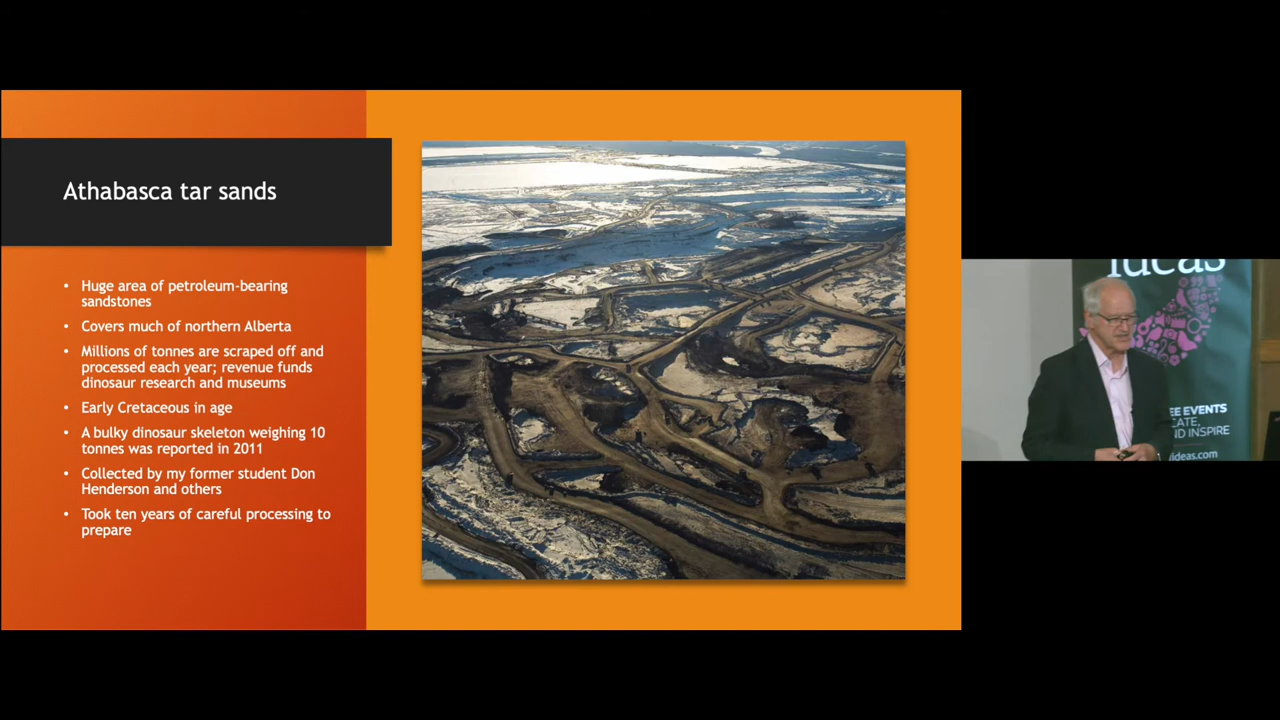 Athabasca tar sands
• Huge area of petroleum-bearing
sandstones
• Covers much of northern Alberta
• Millions of tonnes are scraped off and
processed each year; revenue funds
dinosaur research and museums
• Early Cretaceous in age
• A bulky dinosaur skeleton weighing 10
tonnes was reported in 2011
• Collected by my former student Don
Henderson and others
• Took ten years of careful processing to
prepare
ideas
EE EVENTS
CATE,
ND INSPIRE
ideas.com